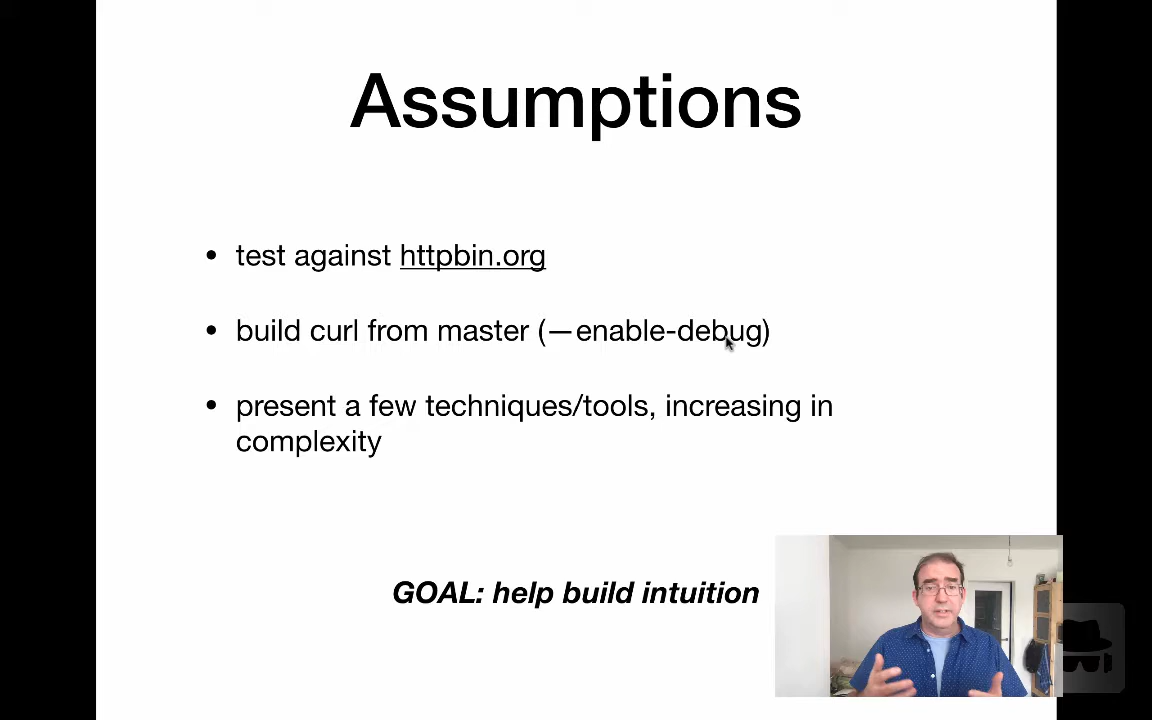 Assumptions
• test against httpbin.org
• build curl from master (—enable-debug)
• present a few techniques/tools, increasing in
complexity
GOAL: help build intuition